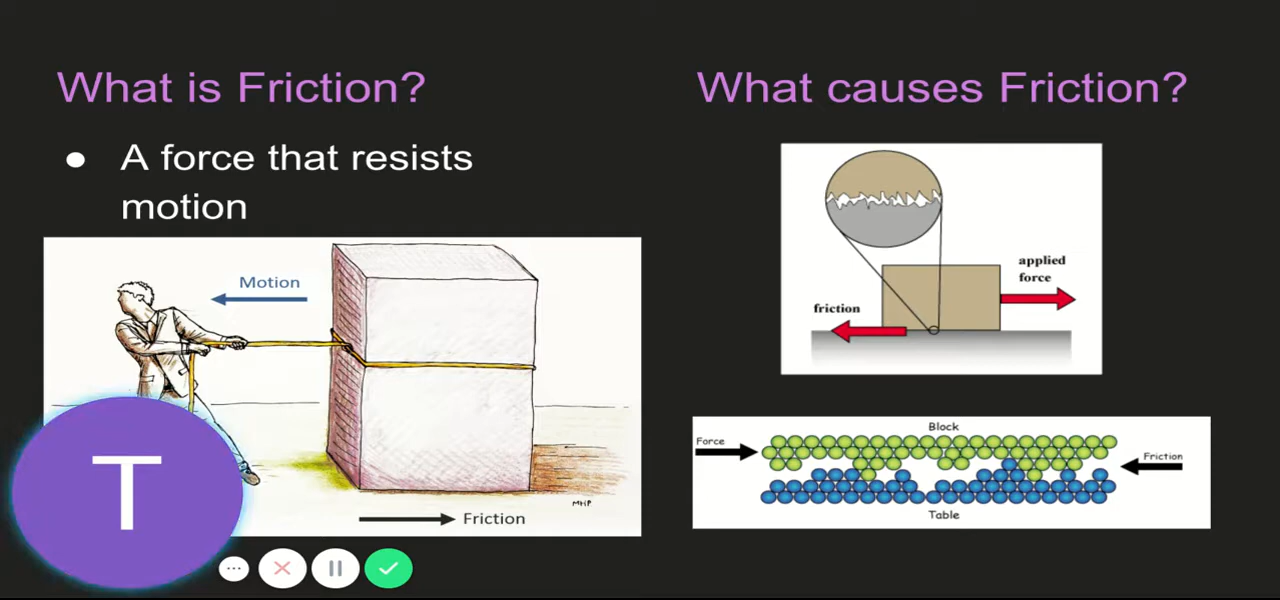 What is Friction?
● A force that resists
motion
Motion
Friction
MHP
T
What causes Friction?
applied
force
friction
Block
Force
Friction
Table